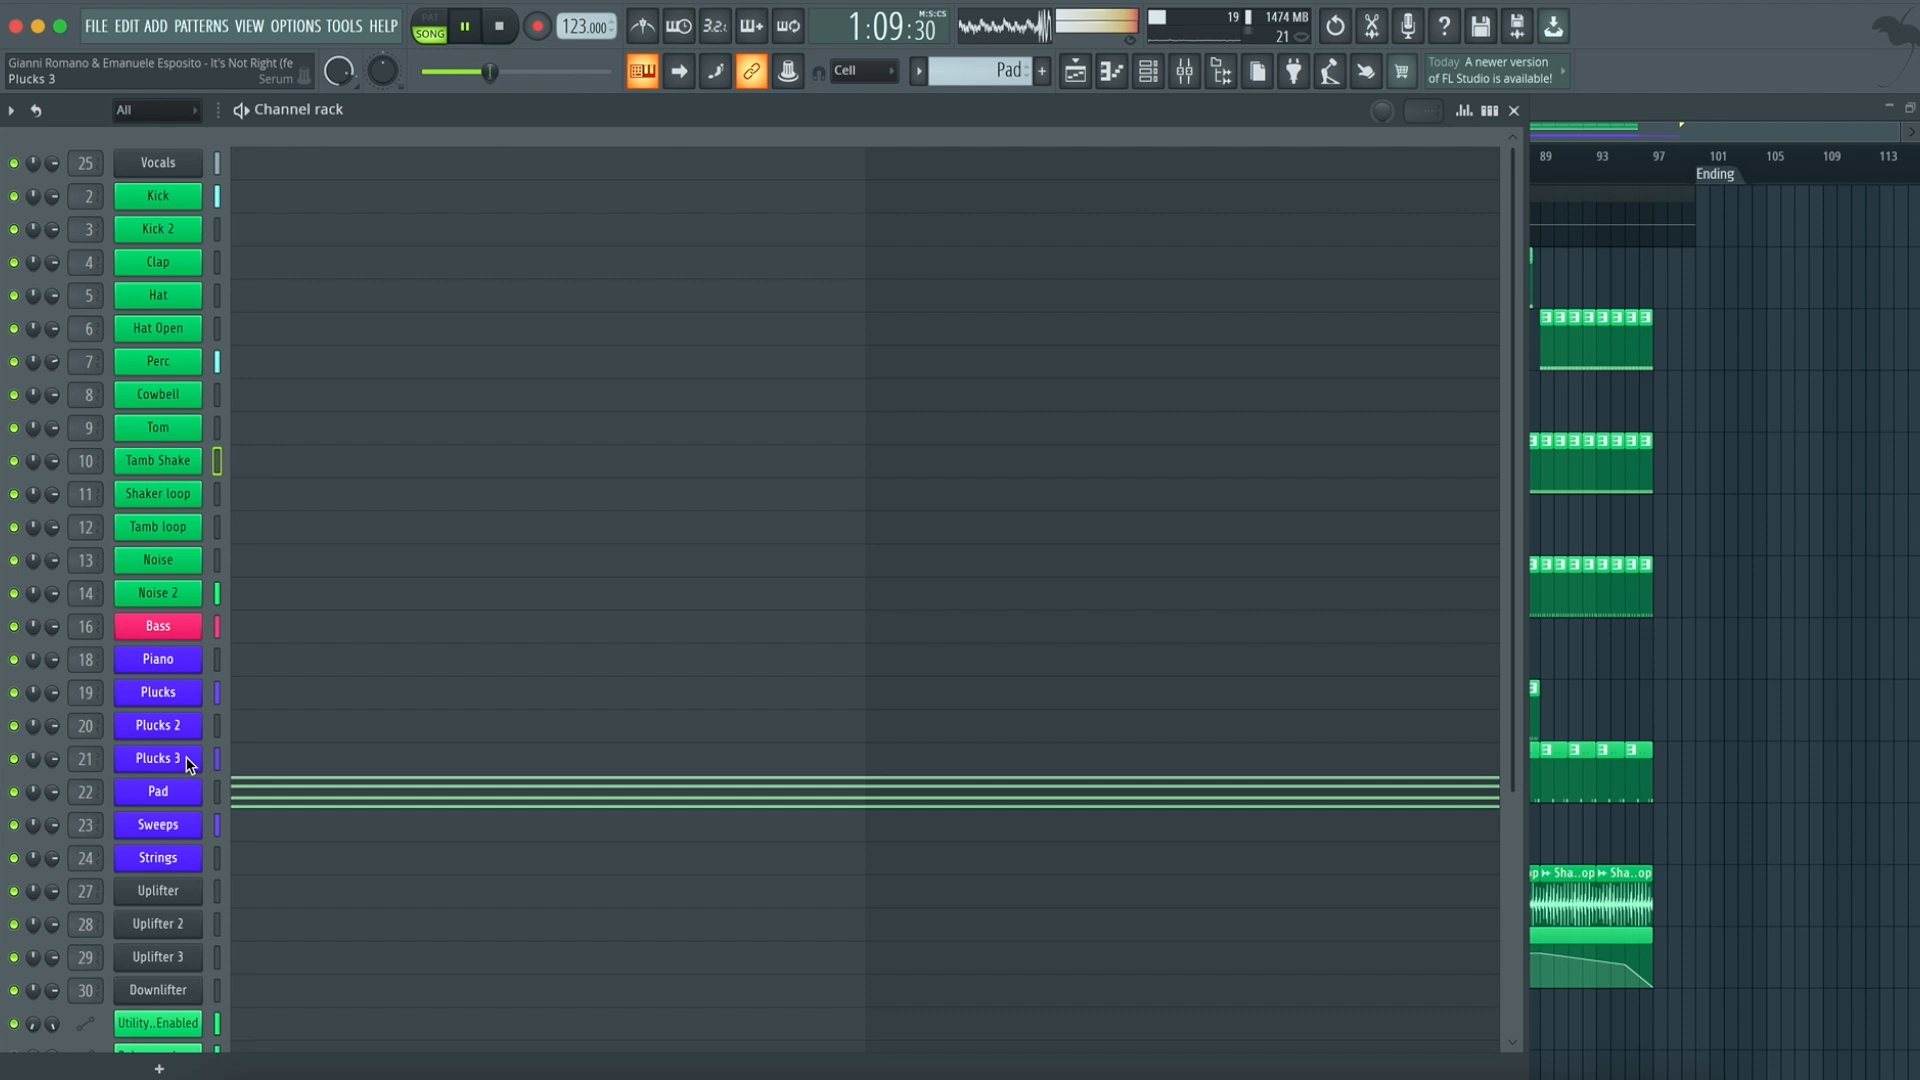 FILE EDIT ADD PATTERNS VIEW OPTIONS TOOLS HELP
PAT
SONG
123.000
3.2.
1:09:30
M:S:CS
19
1474 MB
21
Gianni Romano & Emanuele Esposito - It's Not Right (fe
Plucks 3
Serum
Cell
Pad
Today A newer version
of FL Studio is available!
All
Channel rack
89 93 97 101 105 109 113
Ending
25 Vocals
2 Kick
3 Kick 2
4 Clap
5 Hat
6 Hat Open
7 Perc
8 Cowbell
9 Tom
10 Tamb Shake
11 Shaker loop
12 Tamb loop
13 Noise
14 Noise 2
16 Bass
18 Piano
19 Plucks
20 Plucks 2
21 Plucks 3
22 Pad
23 Sweeps
24 Strings
27 Uplifter
28 Uplifter 2
29 Uplifter 3
30 Downlifter
Utility..Enabled
op Sha..op Sha..op